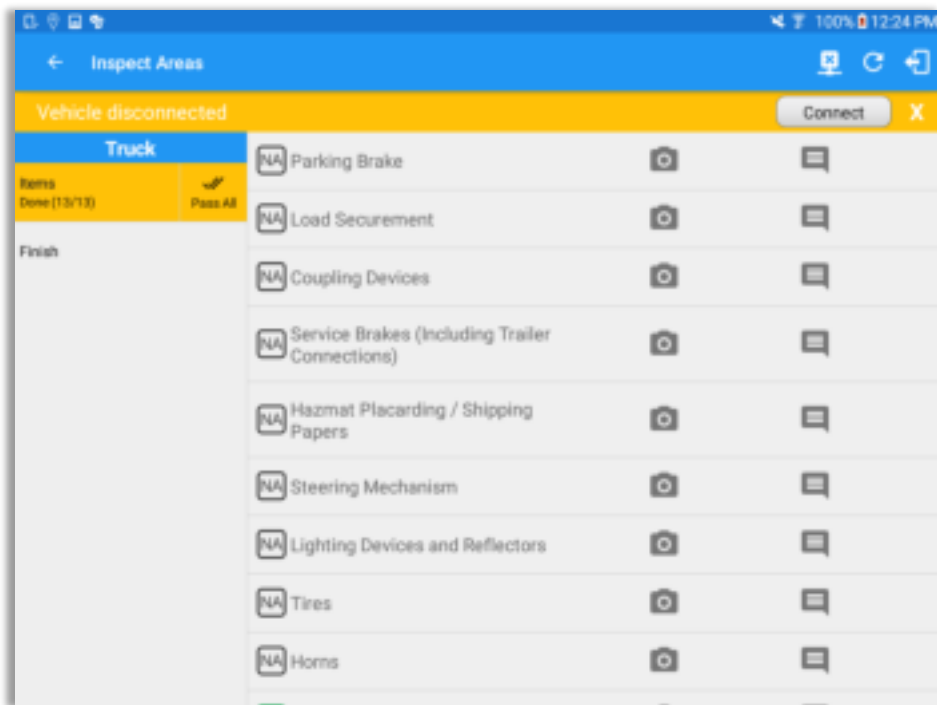 100% 12:24 PM
Inspect Areas
Vehicle disconnected
Connect
X
Truck
Items
Done (13/13)
Pass All
Finish
NA Parking Brake
NA Load Securement
NA Coupling Devices
NA Service Brakes (Including Trailer
Connections)
NA Hazmat Placarding / Shipping
Papers
NA Steering Mechanism
NA Lighting Devices and Reflectors
NA Tires
NA Horns